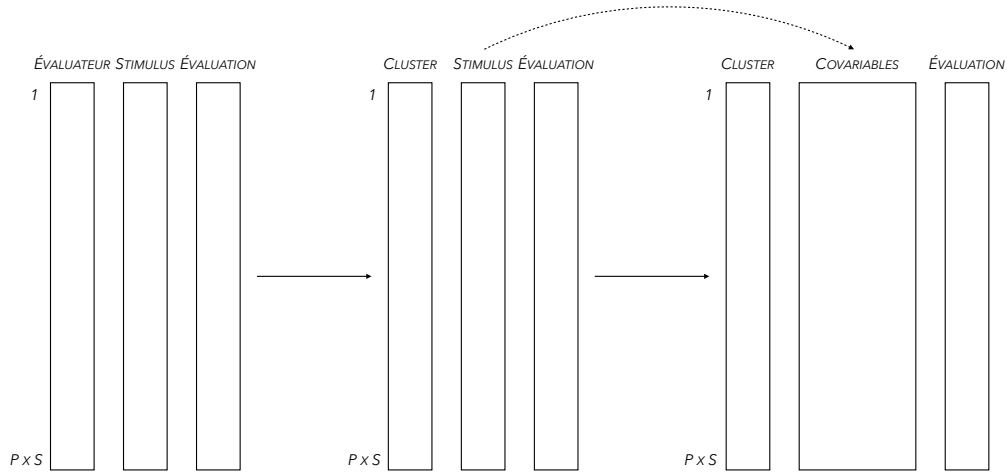 ÉVALUATEUR STIMULUS ÉVALUATION
CLUSTER STIMULUS ÉVALUATION
CLUSTER COVARIABLES ÉVALUATION
1
1
1
P x S
P x S
P x S